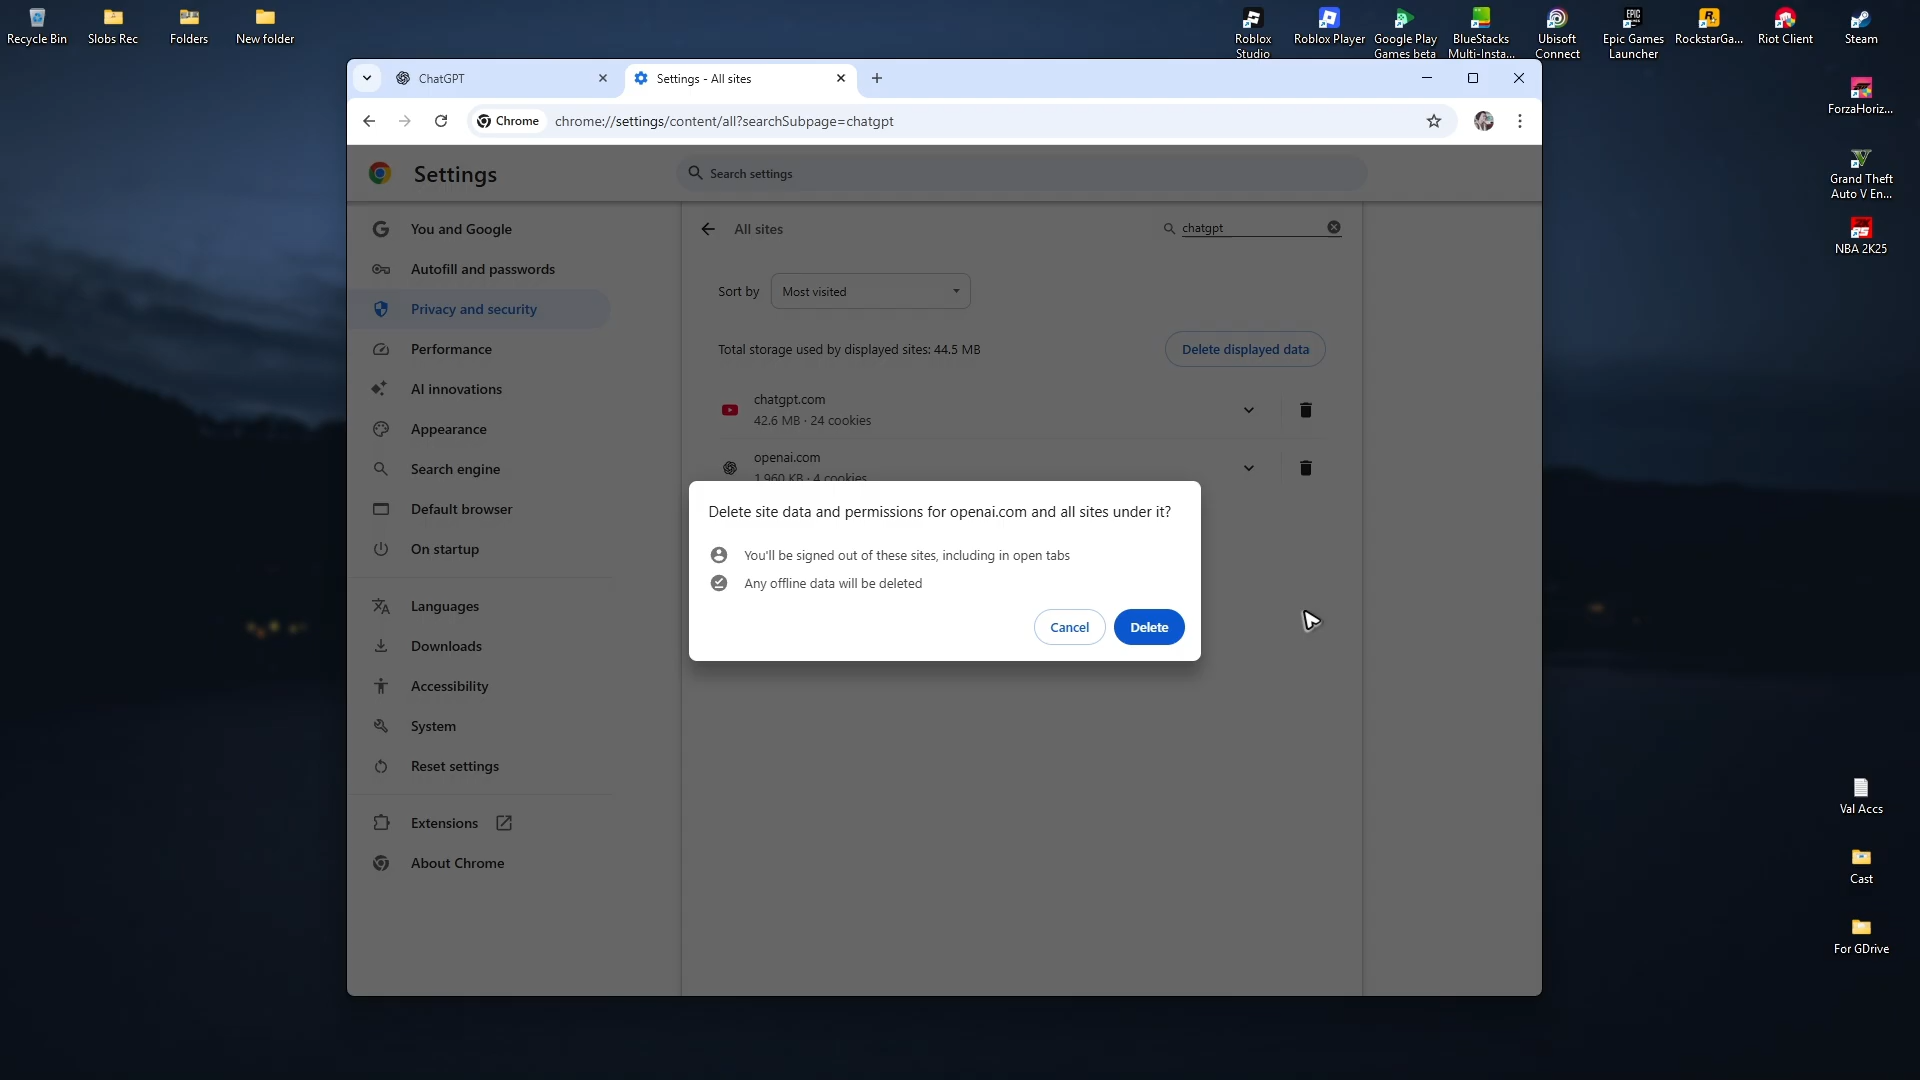 Recycle Bin
Slobs Rec
Folders
New folder
Roblox
Studio
Roblox Player
Google Play
Games beta
BlueStacks
Multi-Insta...
Ubisoft
Connect
Epic Games
Launcher
RockstarGa...
Riot Client
Steam
ForzaHoriz...
Grand Theft
Auto V En...
NBA 2K25
Val Accs
Cast
For GDrive
ChatGPT
Settings - All sites
Chrome
chrome://settings/content/all?searchSubpage=chatgpt
Settings
Search settings
You and Google
Autofill and passwords
Privacy and security
Performance
AI innovations
Appearance
Search engine
Default browser
On startup
Languages
Downloads
Accessibility
System
Reset settings
Extensions
About Chrome
All sites
chatgpt
Sort by
Most visited
Total storage used by displayed sites: 44.5 MB
Delete displayed data
chatgpt.com
42.6 MB · 24 cookies
openai.com
1,960 KB · 4 cookies
Delete site data and permissions for openai.com and all sites under it?
You'll be signed out of these sites, including in open tabs
Any offline data will be deleted
Cancel
Delete